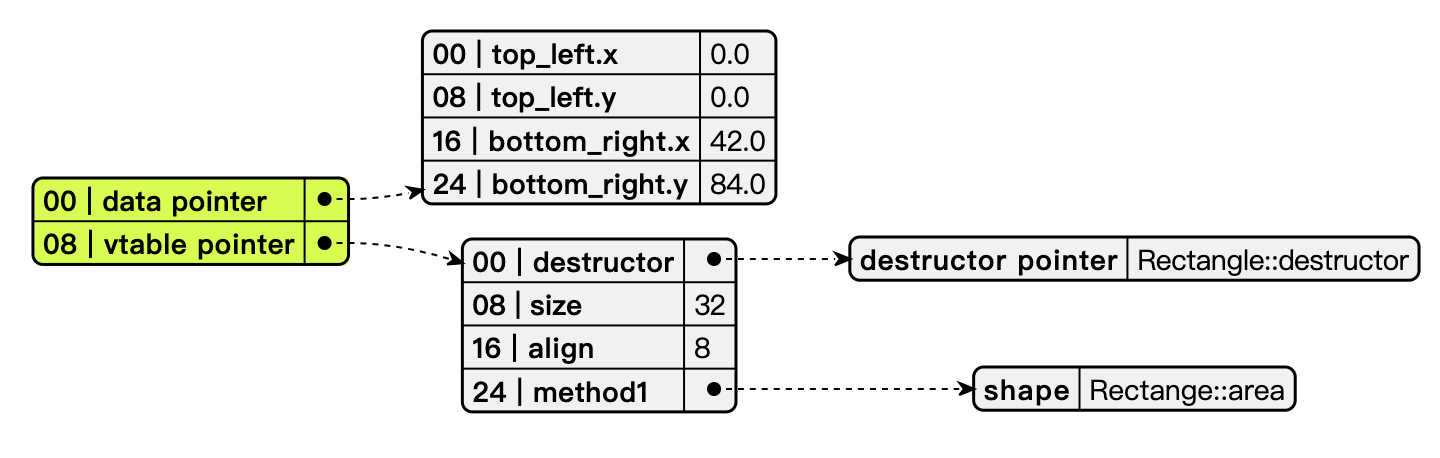 00 | data pointer
08 | vtable pointer
00 | top_left.x 0.0
08 | top_left.y 0.0
16 | bottom_right.x 42.0
24 | bottom_right.y 84.0
00 | destructor
08 | size 32
16 | align 8
24 | method1
destructor pointer Rectangle::destructor
shape Rectange::area